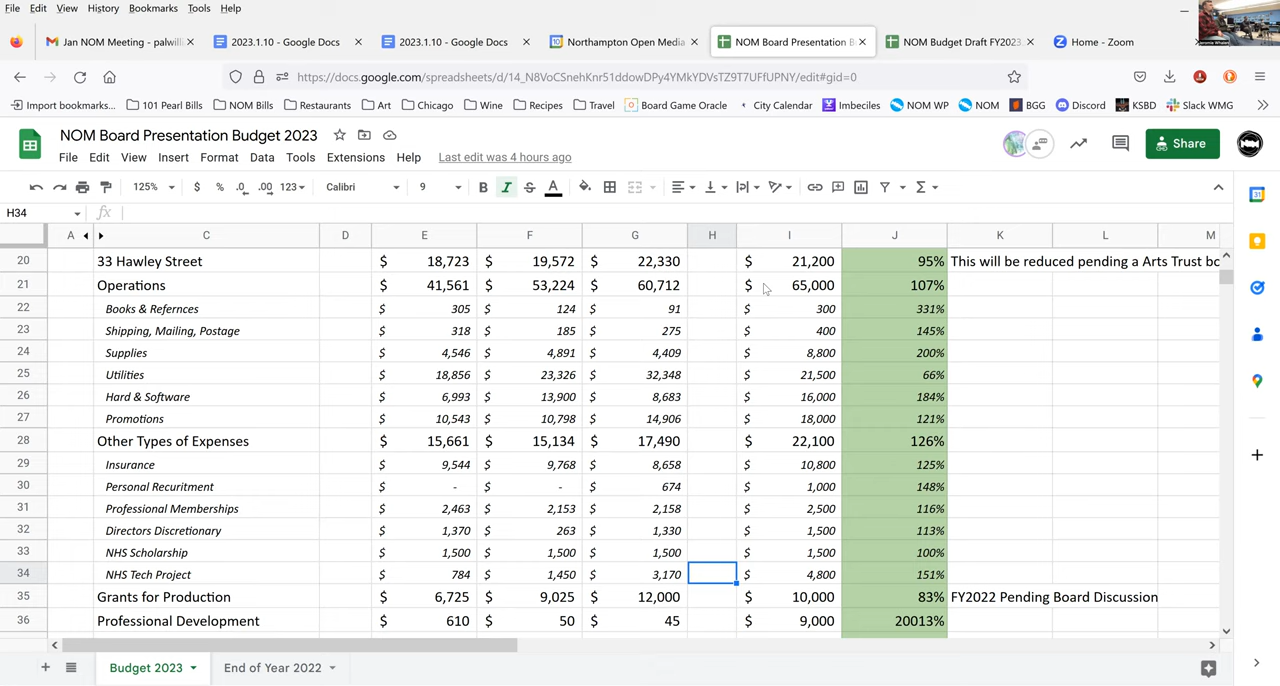 File Edit View History Bookmarks Tools Help
Jan NOM Meeting - palwilli 2023.1.10 - Google Docs 2023.1.10 - Google Docs Northampton Open Media NOM Board Presentation B NOM Budget Draft FY2023. Home - Zoom
https://docs.google.com/spreadsheets/d/14_N8VoCSnehKnr51ddowDPy4YMkYDVsTZ9T7UFfUPNY/edit#gid=0
Import bookmarks... 101 Pearl Bills NOM Bills Restaurants Art Chicago Wine Recipes Travel Board Game Oracle City Calendar Imbeciles NOM WP NOM BGG Discord KSBD Slack WMG
NOM Board Presentation Budget 2023
File Edit View Insert Format Data Tools Extensions Help Last edit was 4 hours ago
Share
125% $ % .0 .00 123 Calibri 9 B I S A
H34 fx
A C D E F G H I J K L M
20 33 Hawley Street $ 18,723 $ 19,572 $ 22,330 $ 21,200 95% This will be reduced pending a Arts Trust bo
21 Operations $ 41,561 $ 53,224 $ 60,712 $ 65,000 107%
22 Books & Refernces $ 305 $ 124 $ 91 $ 300 331%
23 Shipping, Mailing, Postage $ 318 $ 185 $ 275 $ 400 145%
24 Supplies $ 4,546 $ 4,891 $ 4,409 $ 8,800 200%
25 Utilities $ 18,856 $ 23,326 $ 32,348 $ 21,500 66%
26 Hard & Software $ 6,993 $ 13,900 $ 8,683 $ 16,000 184%
27 Promotions $ 10,543 $ 10,798 $ 14,906 $ 18,000 121%
28 Other Types of Expenses $ 15,661 $ 15,134 $ 17,490 $ 22,100 126%
29 Insurance $ 9,544 $ 9,768 $ 8,658 $ 10,800 125%
30 Personal Recuritment $ - $ - $ 674 $ 1,000 148%
31 Professional Memberships $ 2,463 $ 2,153 $ 2,158 $ 2,500 116%
32 Directors Discretionary $ 1,370 $ 263 $ 1,330 $ 1,500 113%
33 NHS Scholarship $ 1,500 $ 1,500 $ 1,500 $ 1,500 100%
34 NHS Tech Project $ 784 $ 1,450 $ 3,170 $ 4,800 151%
35 Grants for Production $ 6,725 $ 9,025 $ 12,000 $ 10,000 83% FY2022 Pending Board Discussion
36 Professional Development $ 610 $ 50 $ 45 $ 9,000 20013%
Budget 2023 End of Year 2022